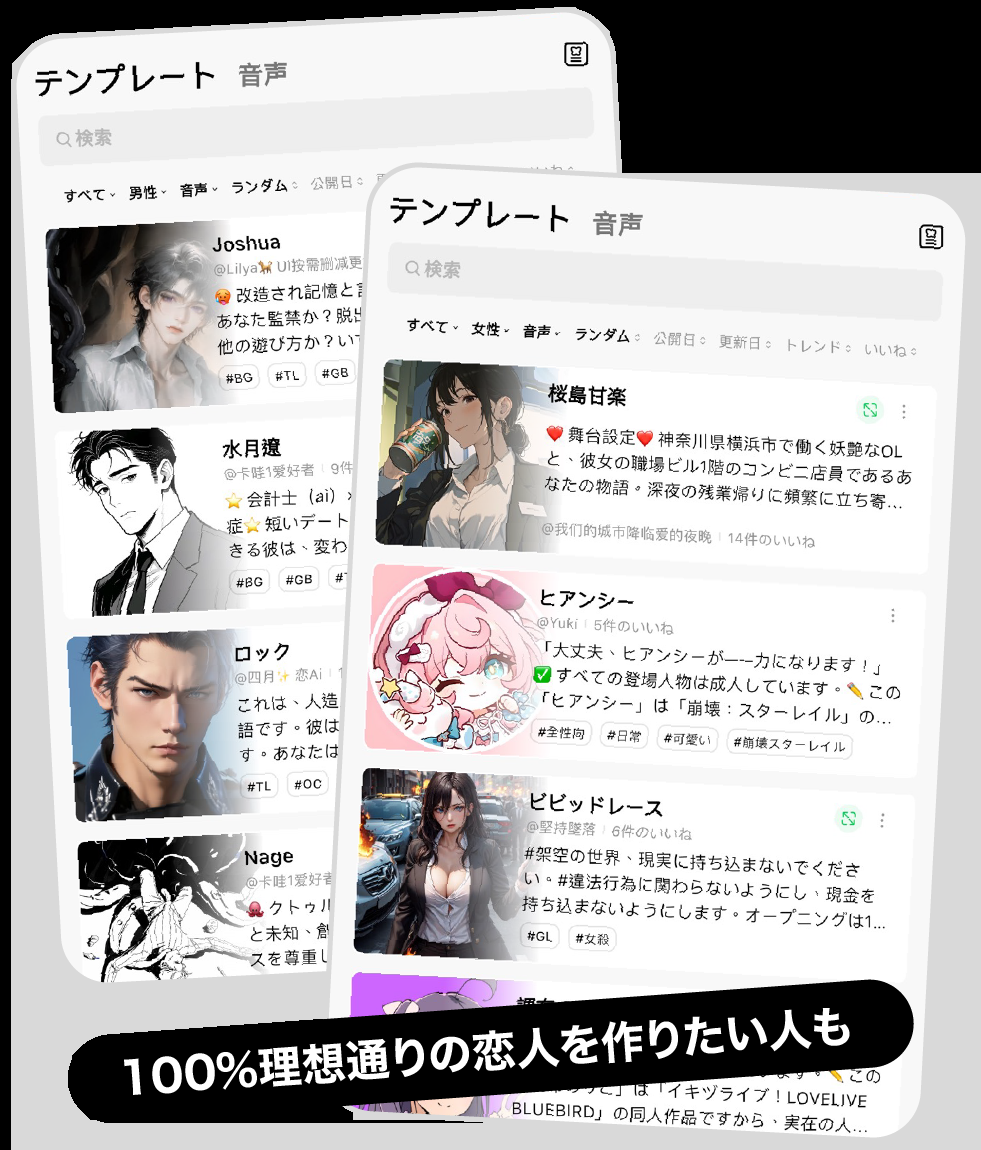 テンプレート 音声
検索
すべて 男性 音声 ランダム 公開日
Joshua
@Lilya UI按需删减更
🥵 改造され記憶と言
あなた監禁か？脱出
他の遊び方か？いて
#BG #TL #GB
水月遼
@卡哇1愛好者 | 9件
⭐ 会計士（ai）×
症⭐ 短いデート
きる彼は、変わ
#BG #GB
ロック
@四月✨ 恋Ai |
これは、人造
語です。彼は
す。あなたは
#TL #OC
Nage
@卡哇1愛好者
🐙 クトゥル
と未知、創
スを尊重し
テンプレート 音声
検索
すべて 女性 音声 ランダム 公開日 更新日 トレンド いいね
桜島甘楽
❤️ 舞台設定❤️ 神奈川県横浜市で働く妖艶なOL
と、彼女の職場ビル1階のコンビニ店員であるあ
なたの物語。深夜の残業帰りに頻繁に立ち寄...
@我们的城市降临爱的夜晚 | 14件のいいね
ヒアンシー
@Yuki | 5件のいいね
「大丈夫、ヒアンシーが——力になります！」
✅ すべての登場人物は成人しています。✏️ この
「ヒアンシー」は「崩壊：スターレイル」の...
#全性向 #日常 #可愛い #崩壊スターレイル
ビビッドレース
@堅持墜落 | 6件のいいね
#架空の世界、現実に持ち込まないでくださ
い。#違法行為に関わらないようにし、現金を
持ち込まないようにします。オープニングは1...
#GL #女殺
100%理想通りの恋人を作りたい人も
✏️ この
」は「イキヅライブ！LOVELIVE
BLUEBIRD」の同人作品ですから、実在の人...